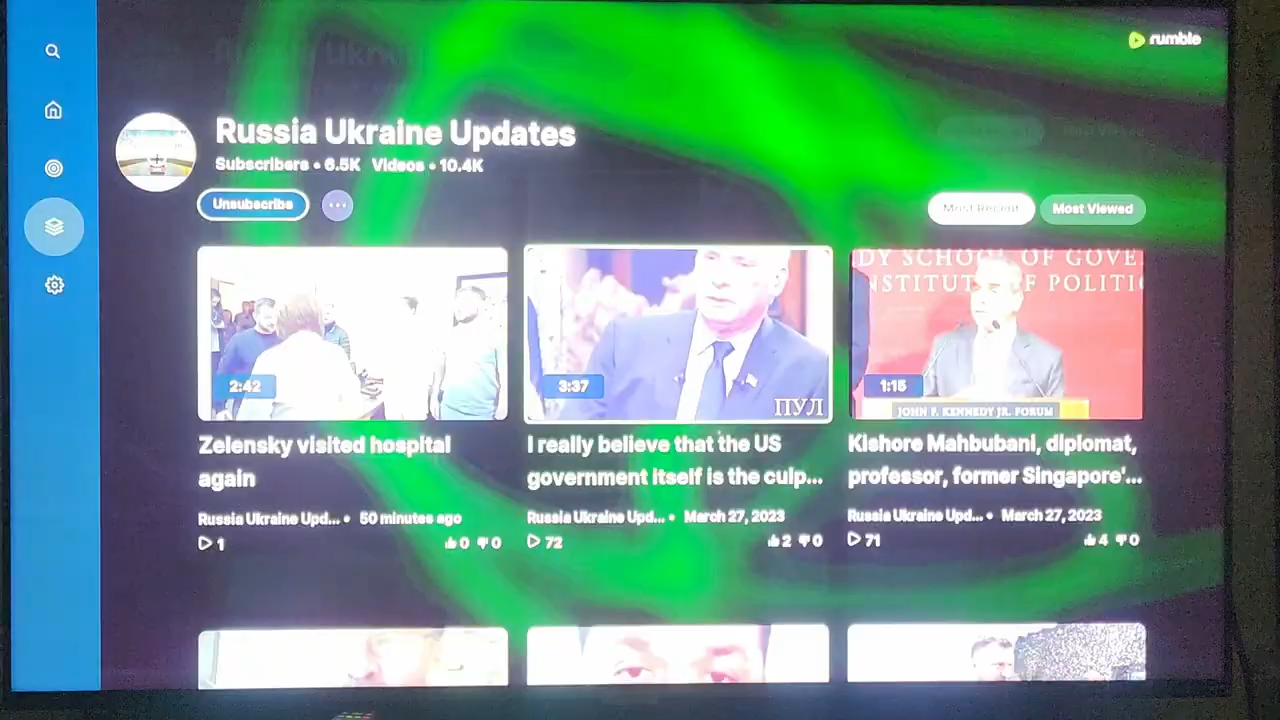 rumble
Russia Ukraine Updates
Subscribers • 6.5K Videos • 10.4K
Unsubscribe
Most Recent
Most Viewed
DY SCHOOL OF GOVE
NSTITUT F POLITI
2:42
3:37
ПУЛ
1:15
JOHN F. KENNEDY JR. FORUM
Zelensky visited hospital
again
Russia Ukraine Upd... • 50 minutes ago
1
0 0
I really believe that the US
government itself is the culp...
Russia Ukraine Upd... • March 27, 2023
72
2 0
Kishore Mahbubani, diplomat,
professor, former Singapore'...
Russia Ukraine Upd... • March 27, 2023
71
4 0